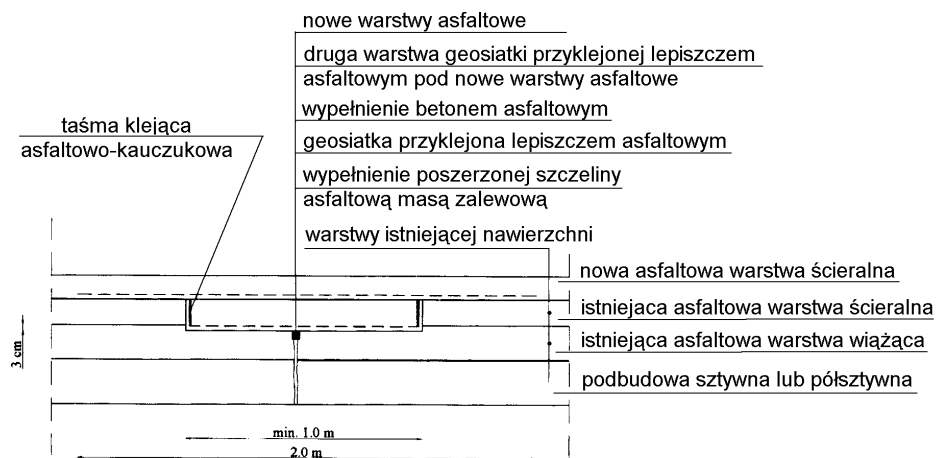 nowe warstwy asfaltowe
druga warstwa geosiatki przyklejonej lepiszczem
asfaltowym pod nowe warstwy asfaltowe
wypełnienie betonem asfaltowym
taśma klejąca
asfaltowo-kauczukowa
geosiatka przyklejona lepiszczem asfaltowym
wypełnienie poszerzonej szczeliny
asfaltową masą zalewową
warstwy istniejącej nawierzchni
nowa asfaltowa warstwa ścieralna
istniejaca asfaltowa warstwa ścieralna
istniejąca asfaltowa warstwa wiążąca
3 cm
podbudowa sztywna lub półsztywna
min. 1.0 m
2.0 m